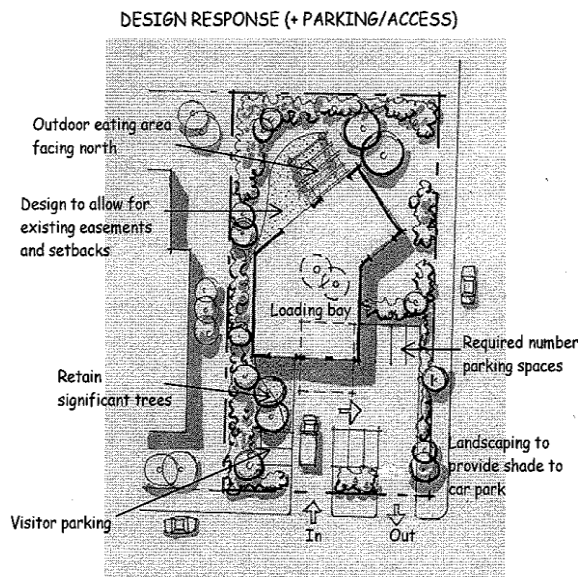 DESIGN RESPONSE (+ PARKING/ACCESS)
Outdoor eating area
facing north
Design to allow for
existing easements
and setbacks
Loading bay
Required number
parking spaces
Retain
significant trees
Landscaping to
provide shade to
car park
Visitor parking
In
Out